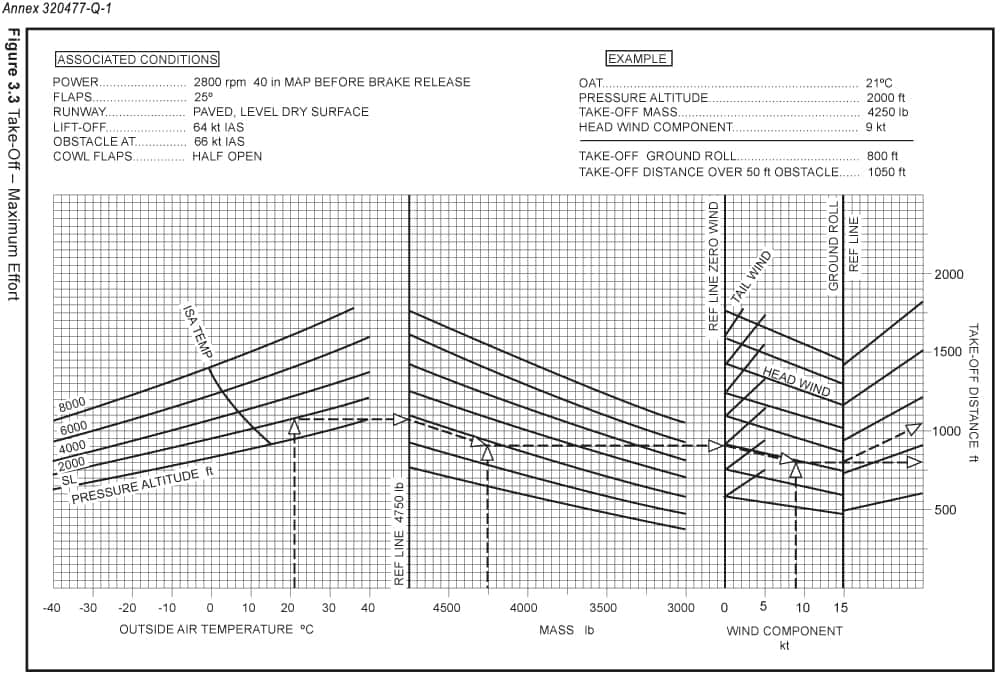 Annex 320477-Q-1
Figure 3.3 Take-Off – Maximum Effort
ASSOCIATED CONDITIONS
POWER........................ 2800 rpm 40 in MAP BEFORE BRAKE RELEASE
FLAPS.......................... 25º
RUNWAY...................... PAVED, LEVEL DRY SURFACE
LIFT-OFF...................... 64 kt IAS
OBSTACLE AT.............. 66 kt IAS
COWL FLAPS............... HALF OPEN
EXAMPLE
OAT.................................................................... 21ºC
PRESSURE ALTITUDE........................................ 2000 ft
TAKE-OFF MASS................................................ 4250 lb
HEAD WIND COMPONENT.................................. 9 kt
TAKE-OFF GROUND ROLL................................. 800 ft
TAKE-OFF DISTANCE OVER 50 ft OBSTACLE...... 1050 ft
ISA TEMP
8000
6000
4000
2000
SL
PRESSURE ALTITUDE ft
REF LINE 4750 lb
REF LINE ZERO WIND
TAIL WIND
HEAD WIND
GROUND ROLL
REF LINE
2000
1500
1000
500
TAKE-OFF DISTANCE ft
-40 -30 -20 -10 0 10 20 30 40 4500 4000 3500 3000 0 5 10 15
OUTSIDE AIR TEMPERATURE ºC
MASS lb
WIND COMPONENT
kt